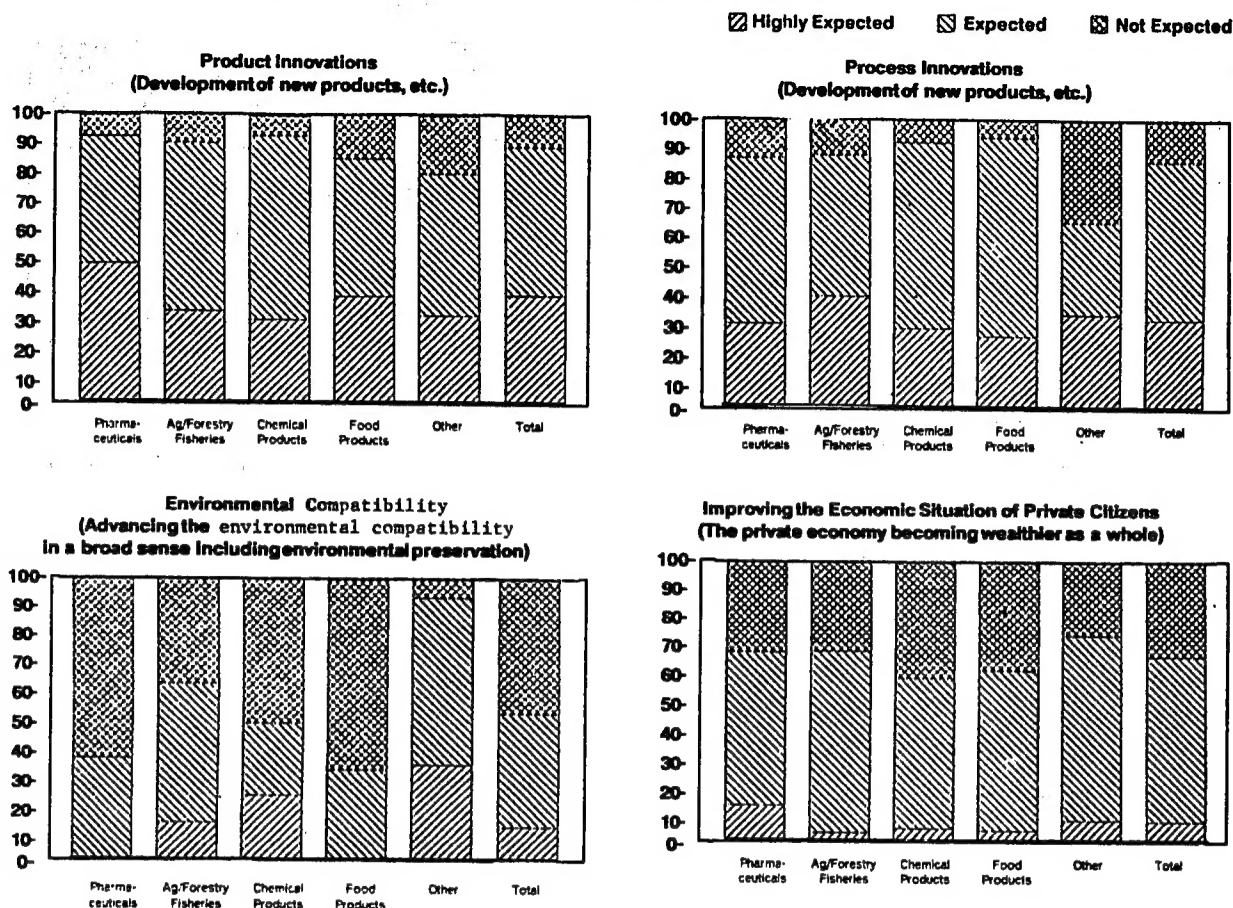 Highly Expected Expected Not Expected
Product Innovations
(Development of new products, etc.)
100-
90-
80-
70-
60-
50-
40-
30-
20-
10-
0-
Pharma-
ceuticals
Ag/Forestry
Fisheries
Chemical
Products
Food
Products
Other
Total
Process Innovations
(Development of new products, etc.)
100-
90-
80-
70-
60-
50-
40-
30-
20-
10-
0-
Pharma-
ceuticals
Ag/Forestry
Fisheries
Chemical
Products
Food
Products
Other
Total
Environmental Compatibility
(Advancing the environmental compatibility
in a broad sense including environmental preservation)
100-
90-
80-
70-
60-
50-
40-
30-
20-
10-
0-
Pharma-
ceuticals
Ag/Forestry
Fisheries
Chemical
Products
Food
Products
Other
Total
Improving the Economic Situation of Private Citizens
(The private economy becoming wealthier as a whole)
100-
90-
80-
70-
60-
50-
40-
30-
20-
10-
0-
Pharma-
ceuticals
Ag/Forestry
Fisheries
Chemical
Products
Food
Products
Other
Total